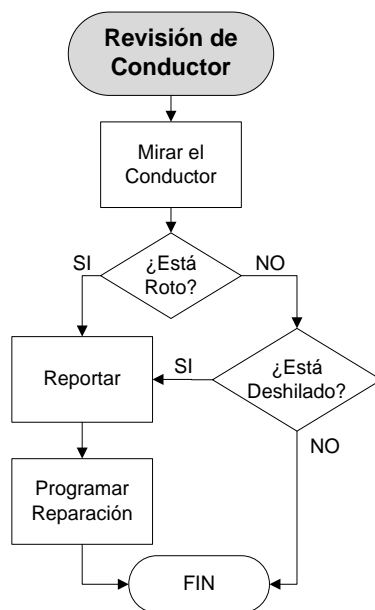 Revisión de
Conductor
Mirar el
Conductor
SI
¿Está
Roto?
NO
Reportar
SI
¿Está
Deshilado?
NO
Programar
Reparación
FIN